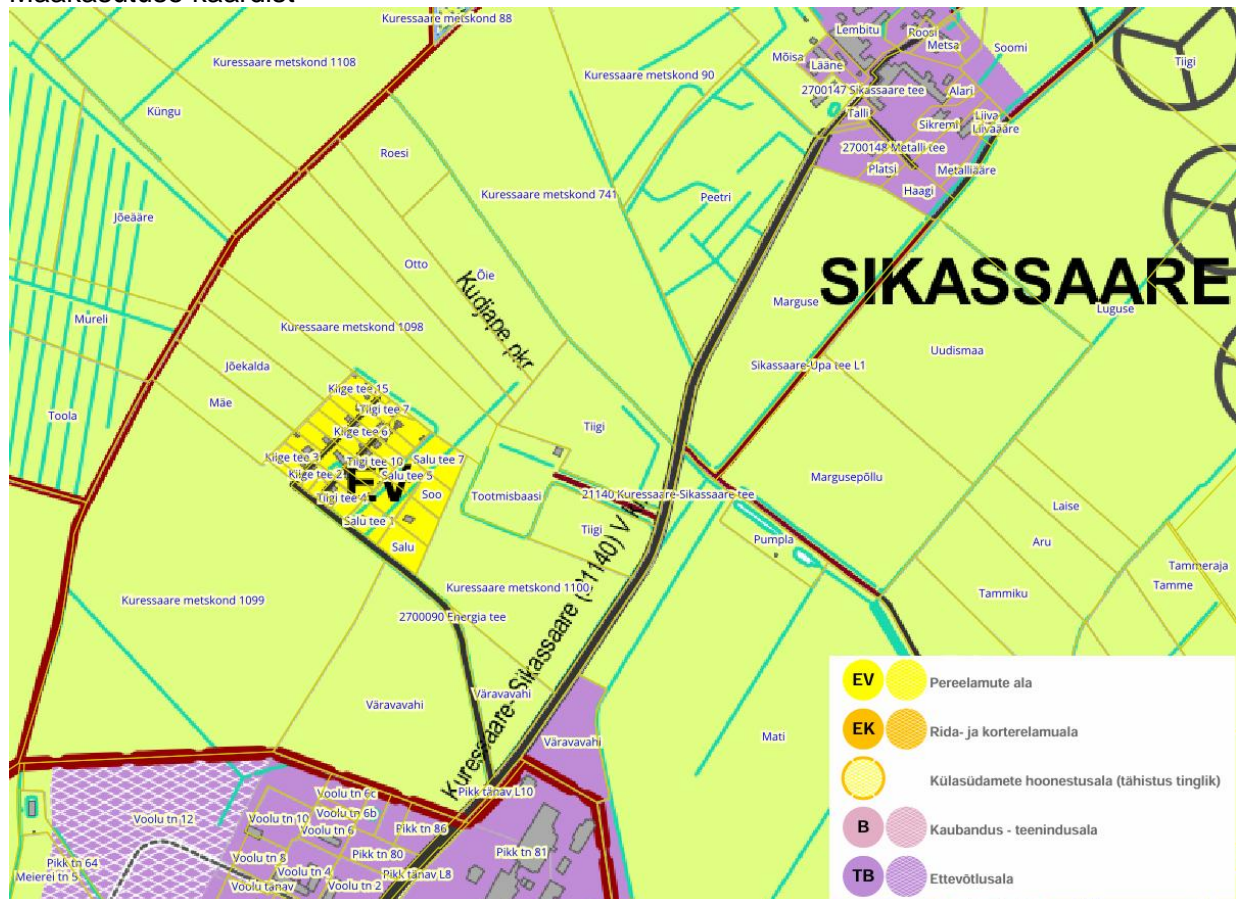 Kuressaare metskond 88
Lembitu
Roosi
Metsa
Soomi
Mõisa
Lääne
Tiigi
Kuressaare metskond 1108
Kuressaare metskond 90
2700147 Sikassaare tee
Alari
Küngu
Talli
Liiva
Sikremi
Liivaääre
Roesi
2700148 Metalli tee
Platsi
Metalliääre
Kuressaare metskond 741
Peetri
Haagi
Jõeääre
Otto
Õie
Kudjape pkr
SIKASSAARE
Marguse
Luguse
Mureli
Kuressaare metskond 1098
Uudismaa
Jõekalda
Sikassaare-Upa tee L1
Kiige tee 15
Mäe
Tiigi tee 7
Toola
Kiige tee 6
Tiigi
Kiige tee 3
Tiigi tee 10
Salu tee 7
Kiige tee 2
Salu tee 5
EV
Margusepõllu
Tiigi tee 4
Soo
Tootmisbaasi
21140 Kuressaare-Sikassaare tee
Laise
Salu tee 1
Tiigi
Salu
Pumpla
Aru
Tammeraja
Kuressaare metskond 1100
Tamme
Kuressaare metskond 1099
Tammiku
2700090 Energia tee
Kuressaare- Sikassaare (21140) V
Väravavahi
Väravavahi
Väravavahi
Mati
Pikk tänav L10
Voolu tn 6c
Voolu tn 12
Voolu tn 10
Voolu tn 6b
Voolu tn 6
Pikk tn 86
Pikk tn 64
Voolu tn 8
Pikk tn 80
Pikk tn 81
Meierei tn 5
Voolu tn 4
Pikk tänav L8
Voolu tänav
Voolu tn 2
EV Pereelamute ala
EK Rida- ja korterelamuala
Külasüdamete hoonestusala (tähistus tinglik)
B Kaubandus - teenindusala
TB Ettevõtlusala